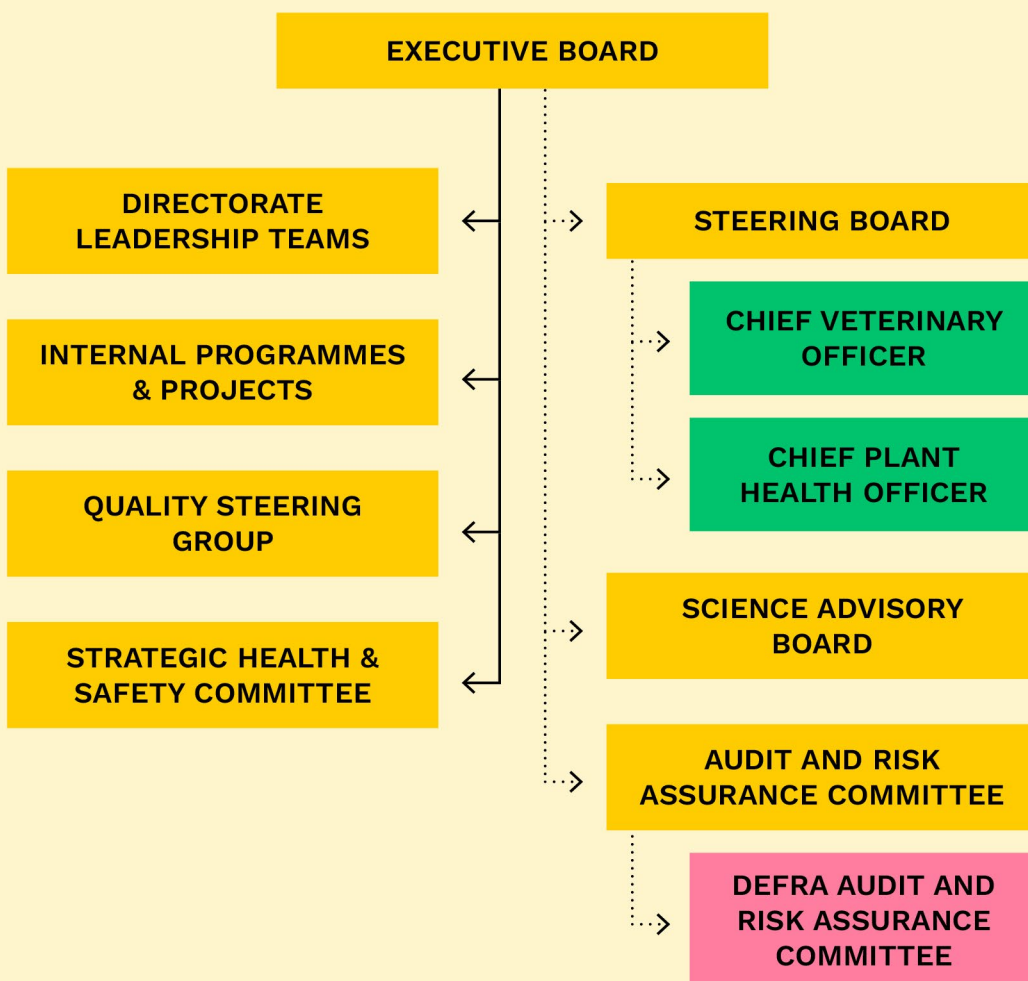 EXECUTIVE BOARD
DIRECTORATE
LEADERSHIP TEAMS
INTERNAL PROGRAMMES
& PROJECTS
QUALITY STEERING
GROUP
STRATEGIC HEALTH &
SAFETY COMMITTEE
STEERING BOARD
CHIEF VETERINARY
OFFICER
CHIEF PLANT
HEALTH OFFICER
SCIENCE ADVISORY
BOARD
AUDIT AND RISK
ASSURANCE COMMITTEE
DEFRA AUDIT AND
RISK ASSURANCE
COMMITTEE